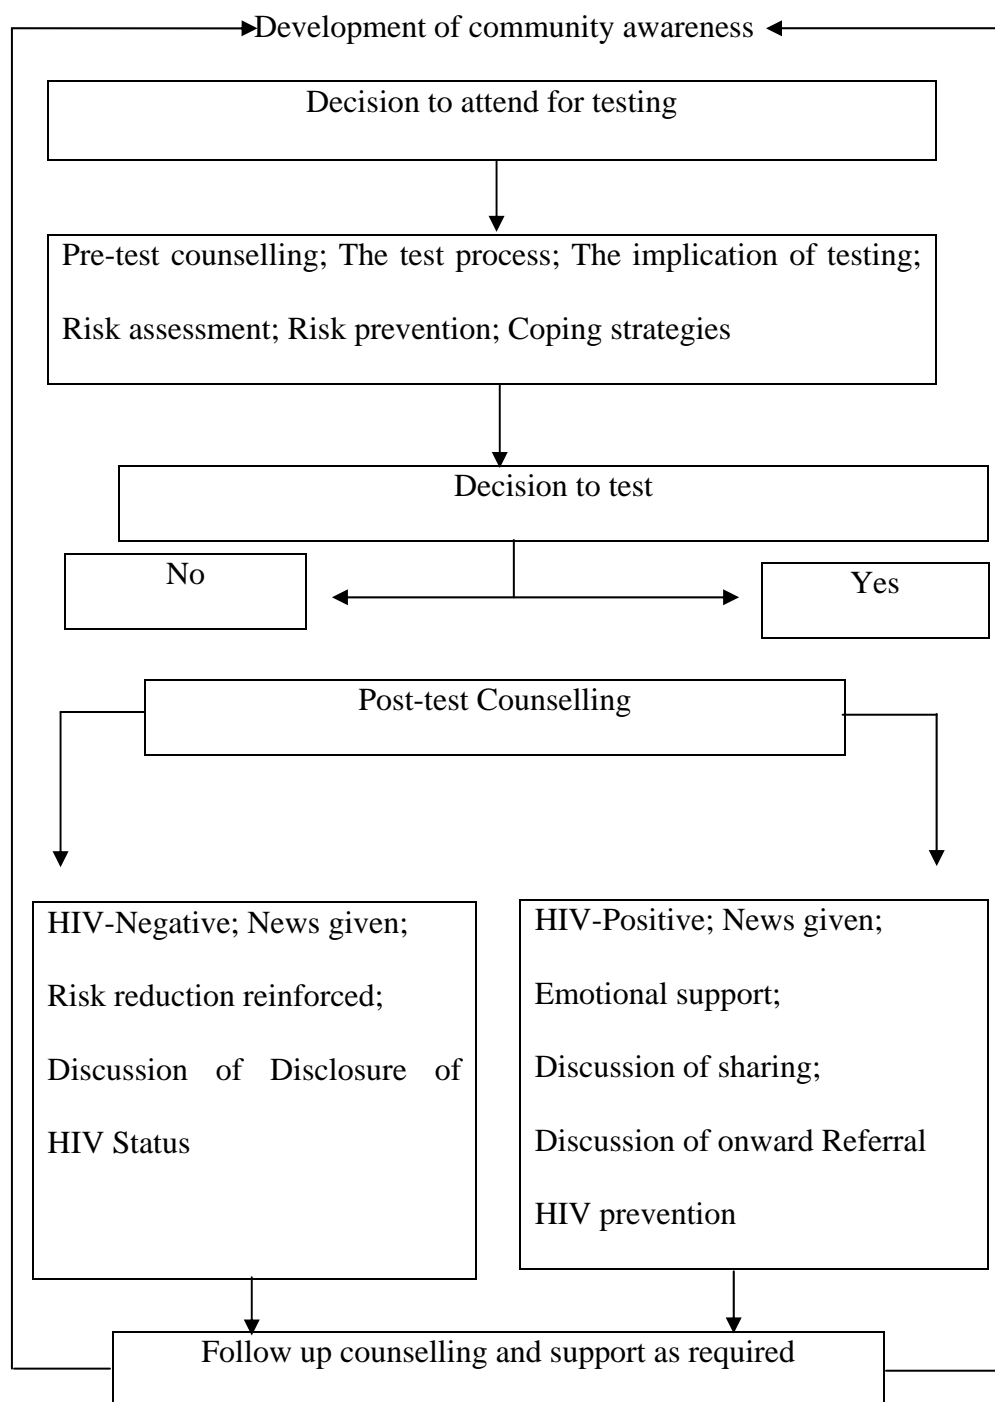 Development of community awareness
Decision to attend for testing
Pre-test counselling; The test process; The implication of testing;
Risk assessment; Risk prevention; Coping strategies
Decision to test
No
Yes
Post-test Counselling
HIV-Negative; News given;
Risk reduction reinforced;
Discussion of Disclosure of
HIV Status
HIV-Positive; News given;
Emotional support;
Discussion of sharing;
Discussion of onward Referral
HIV prevention
Follow up counselling and support as required